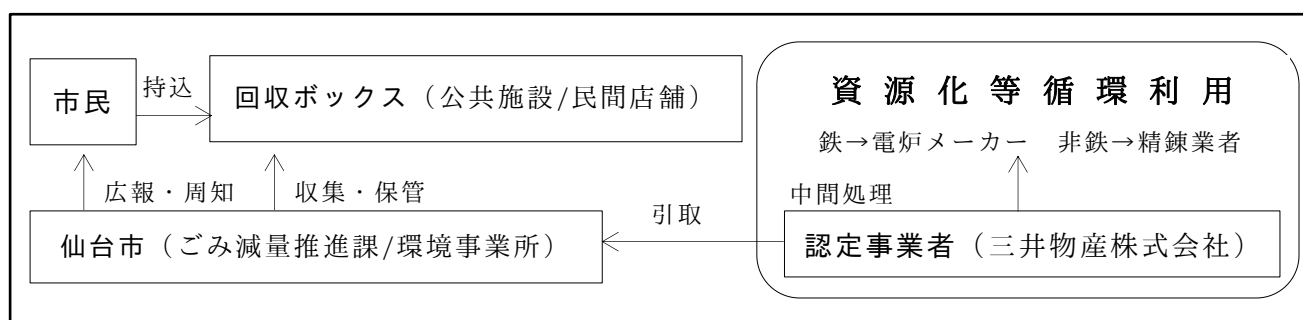 資源化等循環利用
市民
持込
回収ボックス（公共施設/民間店舗）
鉄→電炉メーカー　非鉄→精錬業者
広報・周知
収集・保管
中間処理
引取
仙台市（ごみ減量推進課/環境事業所）
認定事業者（三井物産株式会社）